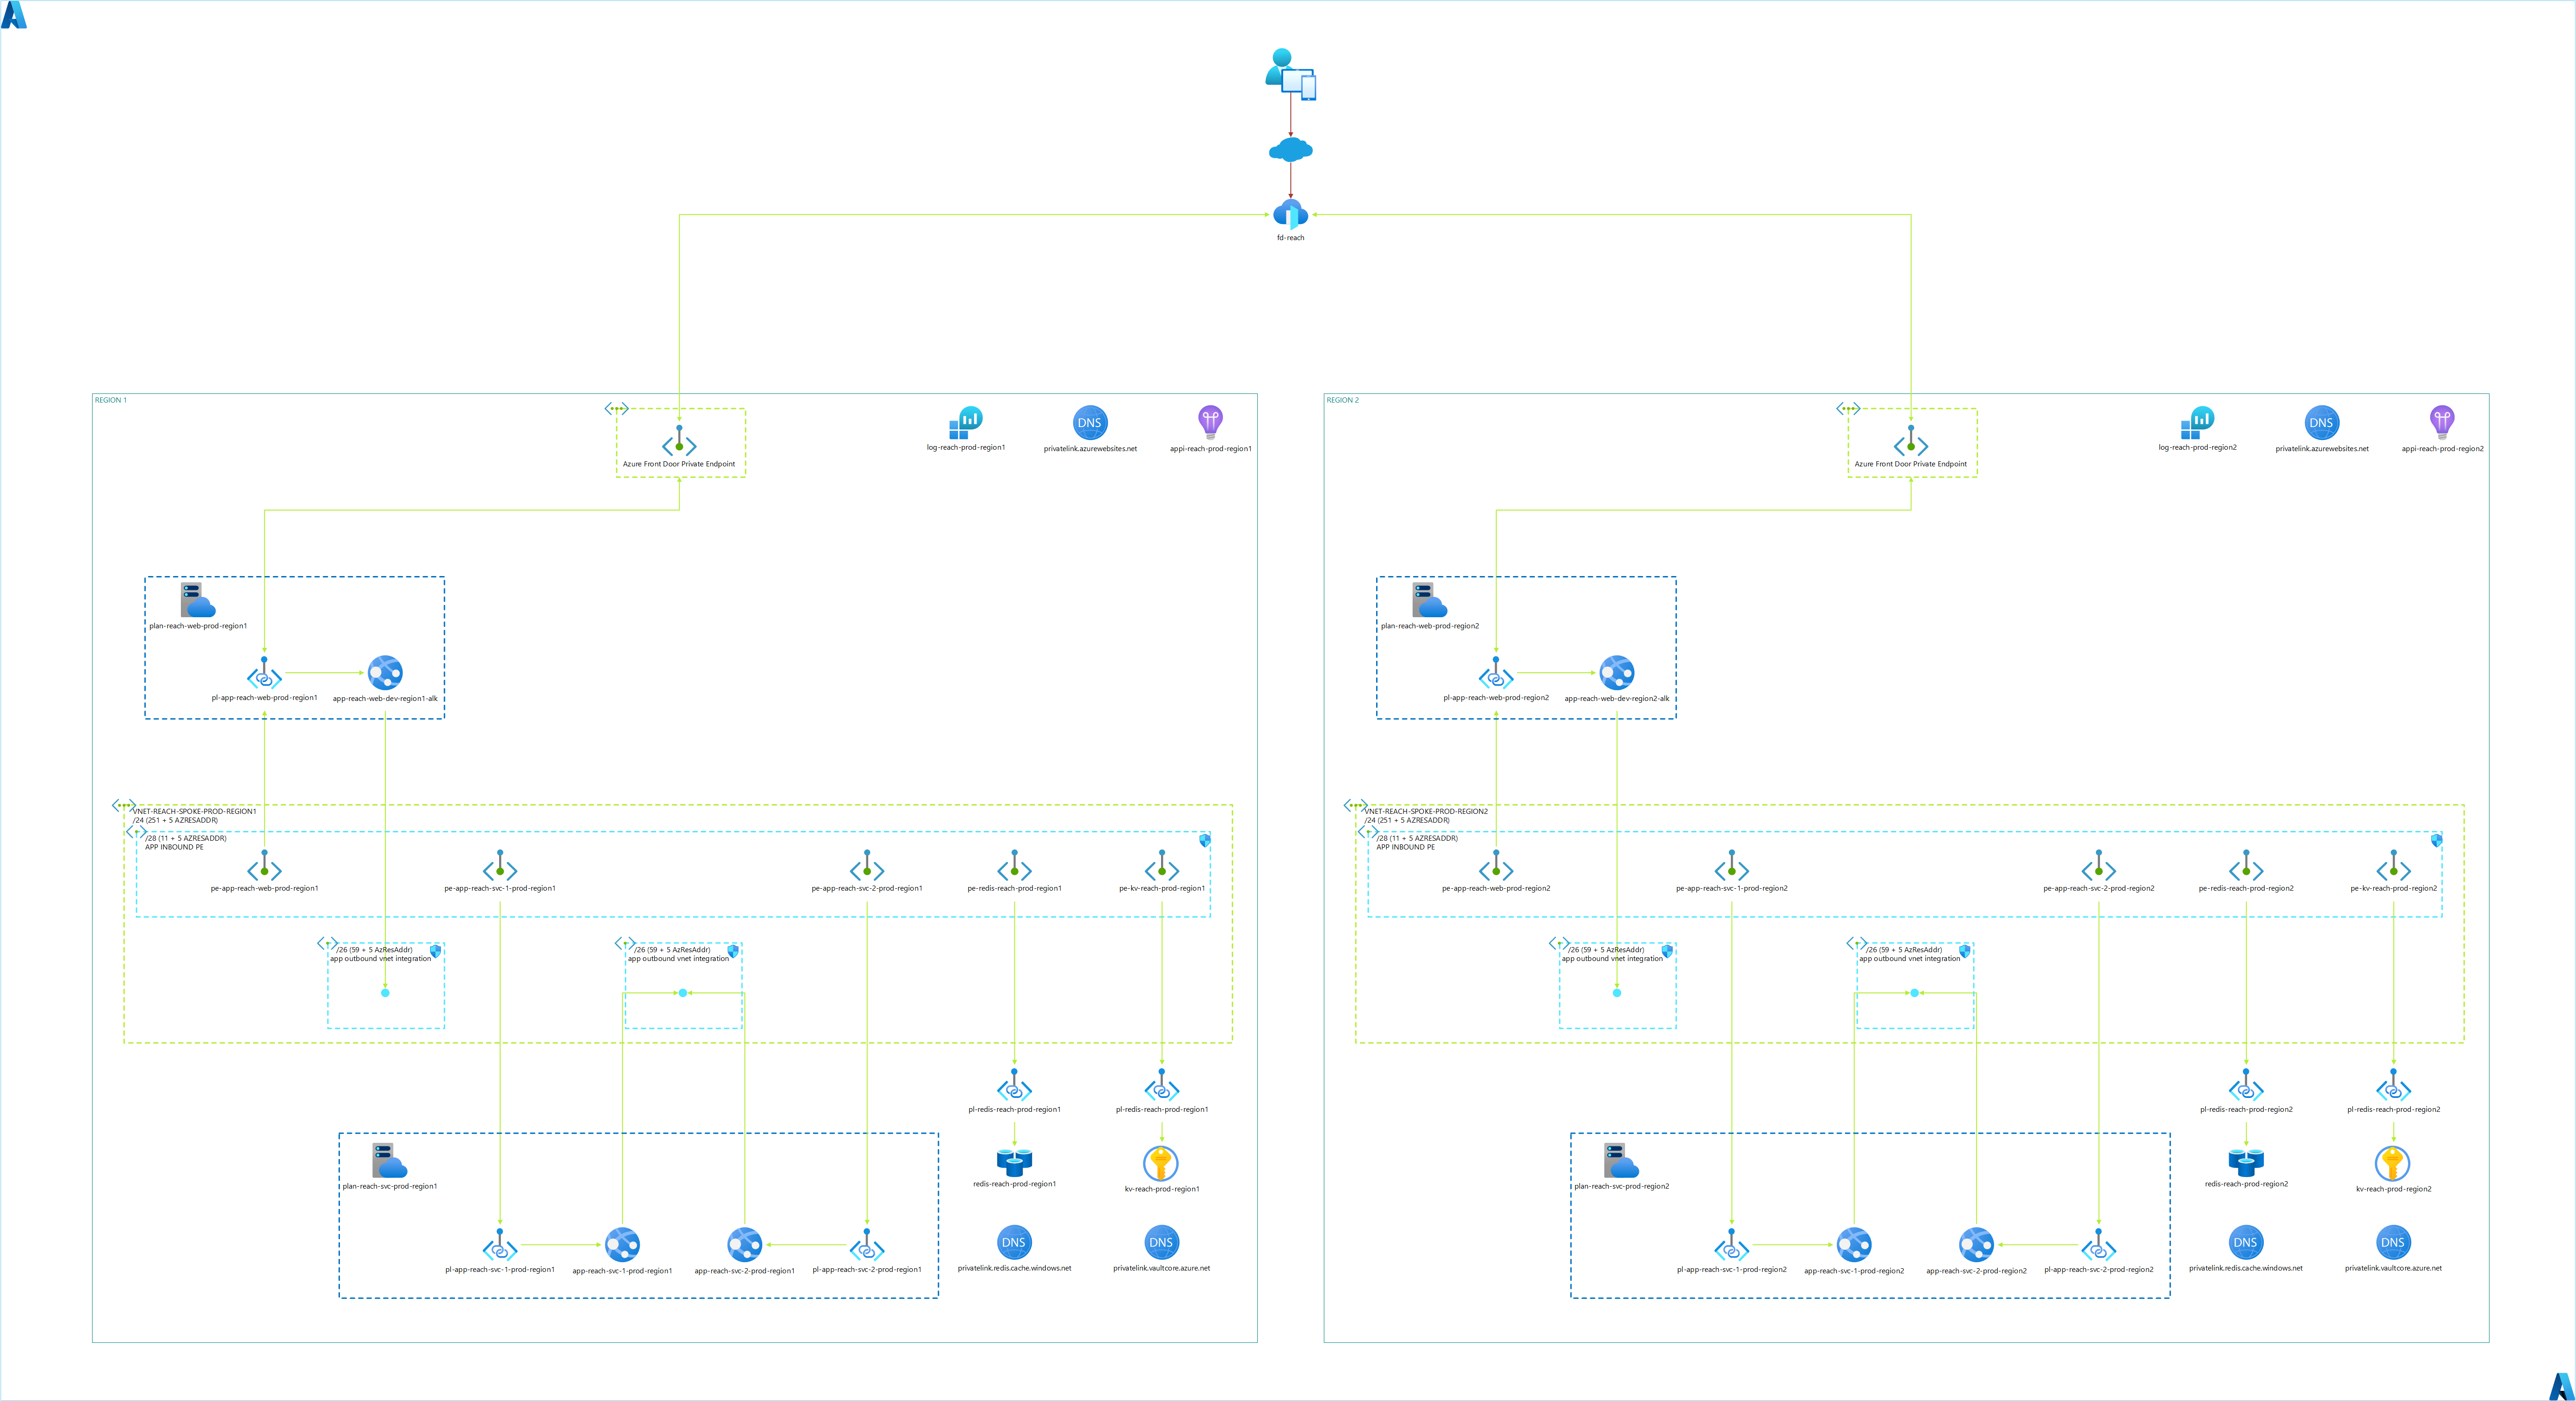 fd-reach
REGION 1
Azure Front Door Private Endpoint
log-reach-prod-region1
DNS
privatelink.azurewebsites.net
appi-reach-prod-region1
plan-reach-web-prod-region1
pl-app-reach-web-prod-region1
app-reach-web-dev-region1-alk
VNET-REACH-SPOKE-PROD-REGION1
/24 (251 + 5 AZRESADDR)
/28 (11 + 5 AZRESADDR)
APP INBOUND PE
pe-app-reach-web-prod-region1
pe-app-reach-svc-1-prod-region1
pe-app-reach-svc-2-prod-region1
pe-redis-reach-prod-region1
pe-kv-reach-prod-region1
/26 (59 + 5 AzResAddr)
app outbound vnet integration
/26 (59 + 5 AzResAddr)
app outbound vnet integration
pl-redis-reach-prod-region1
pl-redis-reach-prod-region1
plan-reach-svc-prod-region1
redis-reach-prod-region1
kv-reach-prod-region1
pl-app-reach-svc-1-prod-region1
app-reach-svc-1-prod-region1
app-reach-svc-2-prod-region1
pl-app-reach-svc-2-prod-region1
DNS
privatelink.redis.cache.windows.net
DNS
privatelink.vaultcore.azure.net
REGION 2
Azure Front Door Private Endpoint
log-reach-prod-region2
DNS
privatelink.azurewebsites.net
appi-reach-prod-region2
plan-reach-web-prod-region2
pl-app-reach-web-prod-region2
app-reach-web-dev-region2-alk
VNET-REACH-SPOKE-PROD-REGION2
/24 (251 + 5 AZRESADDR)
/28 (11 + 5 AZRESADDR)
APP INBOUND PE
pe-app-reach-web-prod-region2
pe-app-reach-svc-1-prod-region2
pe-app-reach-svc-2-prod-region2
pe-redis-reach-prod-region2
pe-kv-reach-prod-region2
/26 (59 + 5 AzResAddr)
app outbound vnet integration
/26 (59 + 5 AzResAddr)
app outbound vnet integration
pl-redis-reach-prod-region2
pl-redis-reach-prod-region2
plan-reach-svc-prod-region2
redis-reach-prod-region2
kv-reach-prod-region2
pl-app-reach-svc-1-prod-region2
app-reach-svc-1-prod-region2
app-reach-svc-2-prod-region2
pl-app-reach-svc-2-prod-region2
DNS
privatelink.redis.cache.windows.net
DNS
privatelink.vaultcore.azure.net